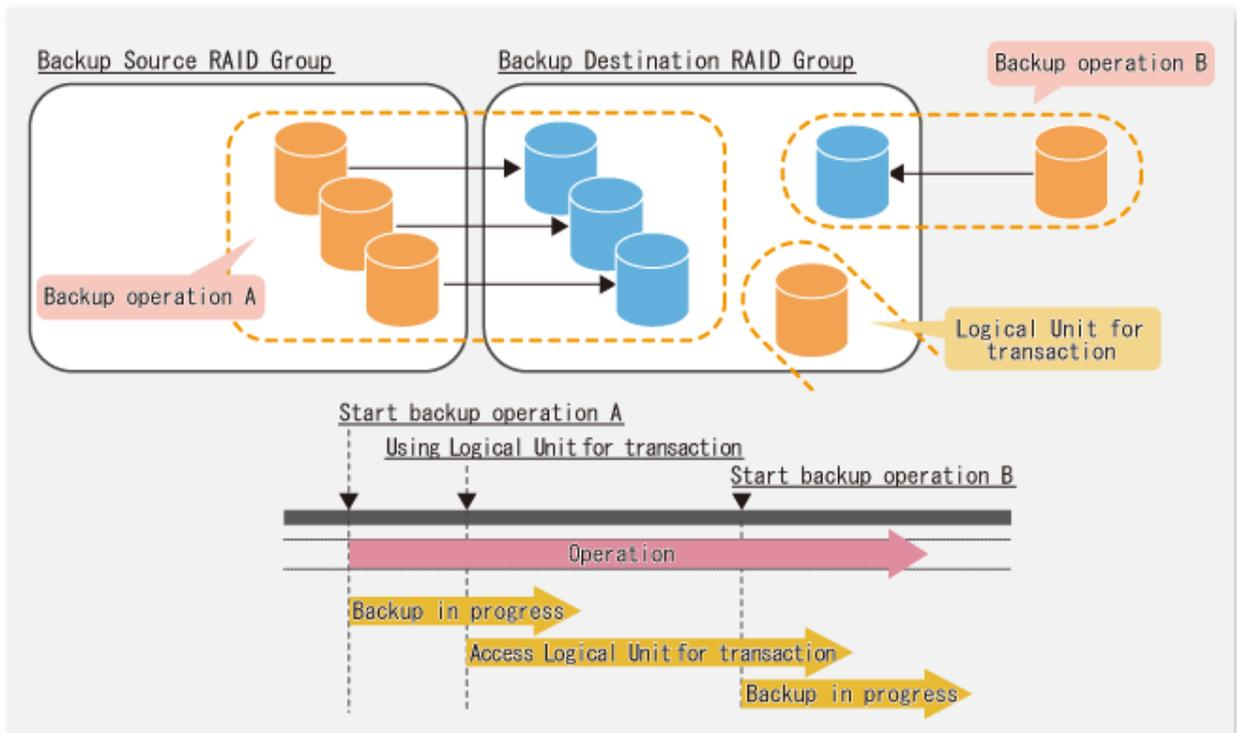 Backup Source RAID Group
Backup Destination RAID Group
Backup operation B
Backup operation A
Logical Unit for
transaction
Start backup operation A
Using Logical Unit for transaction
Start backup operation B
Operation
Backup in progress
Access Logical Unit for transaction
Backup in progress